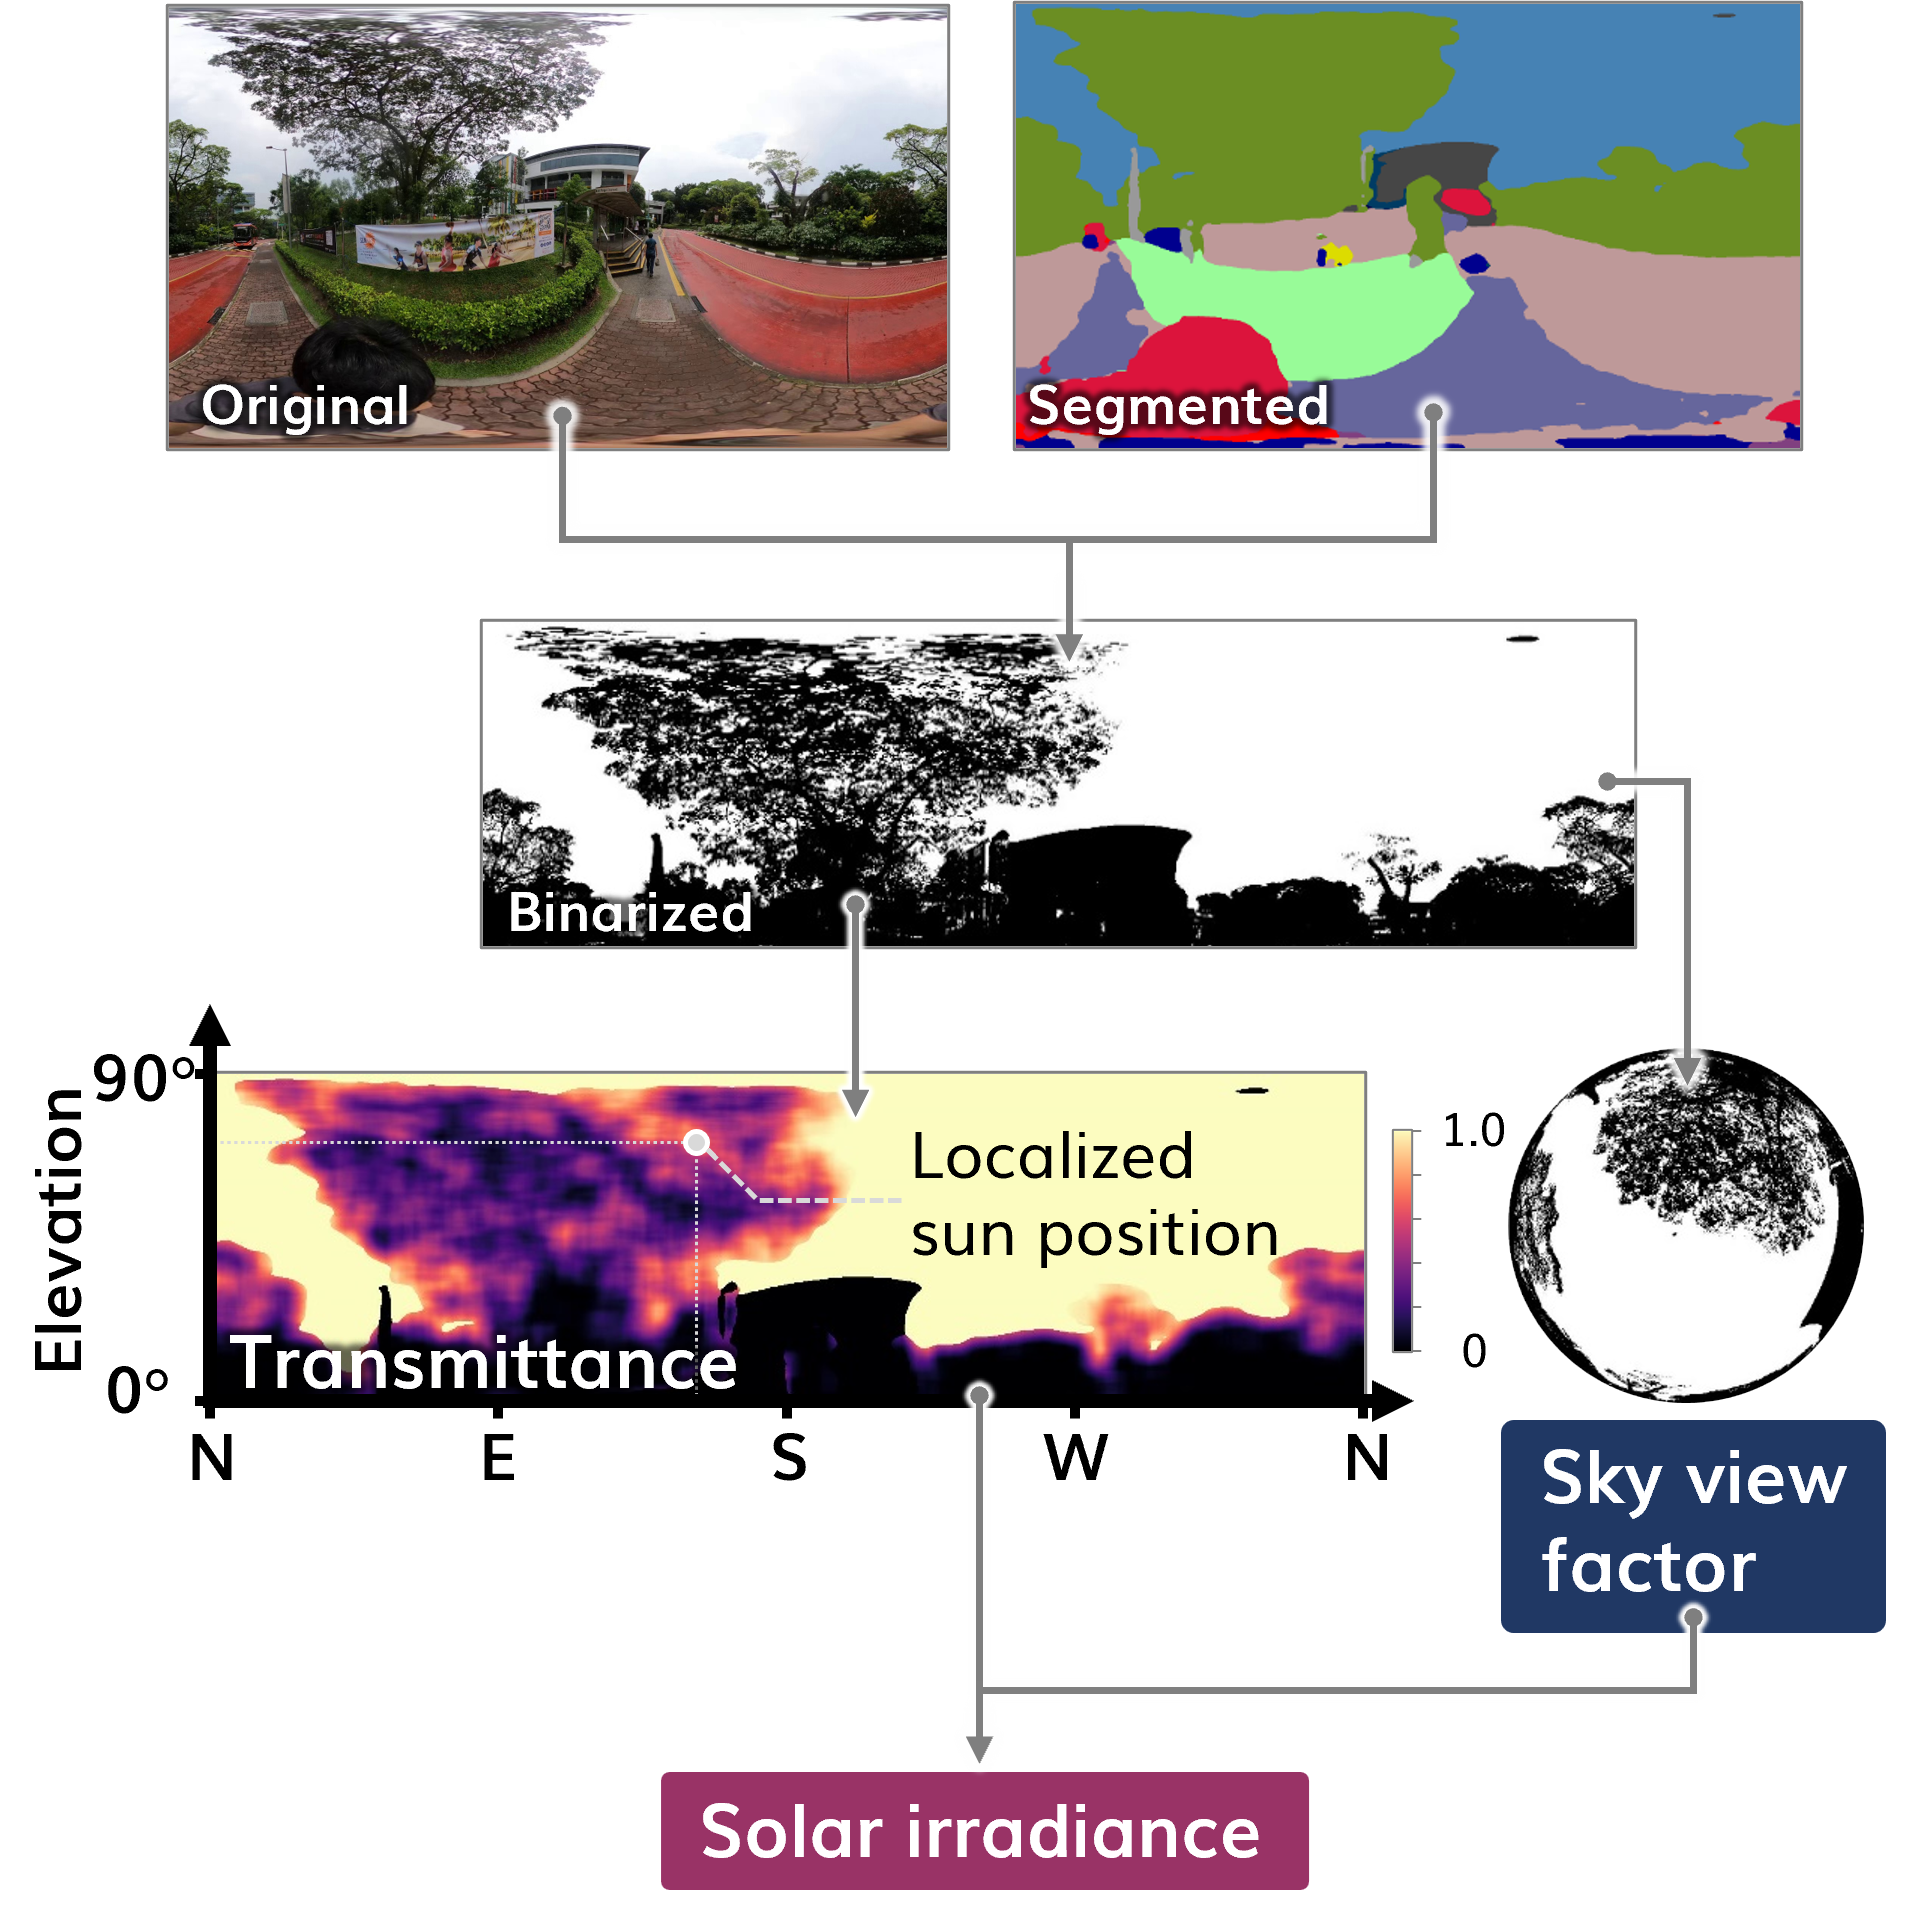 Original
Segmented
Binarized
90°
Elevation
0°
Localized
sun position
1.0
0
Transmittance
N
E
S
W
N
Sky view
factor
Solar irradiance